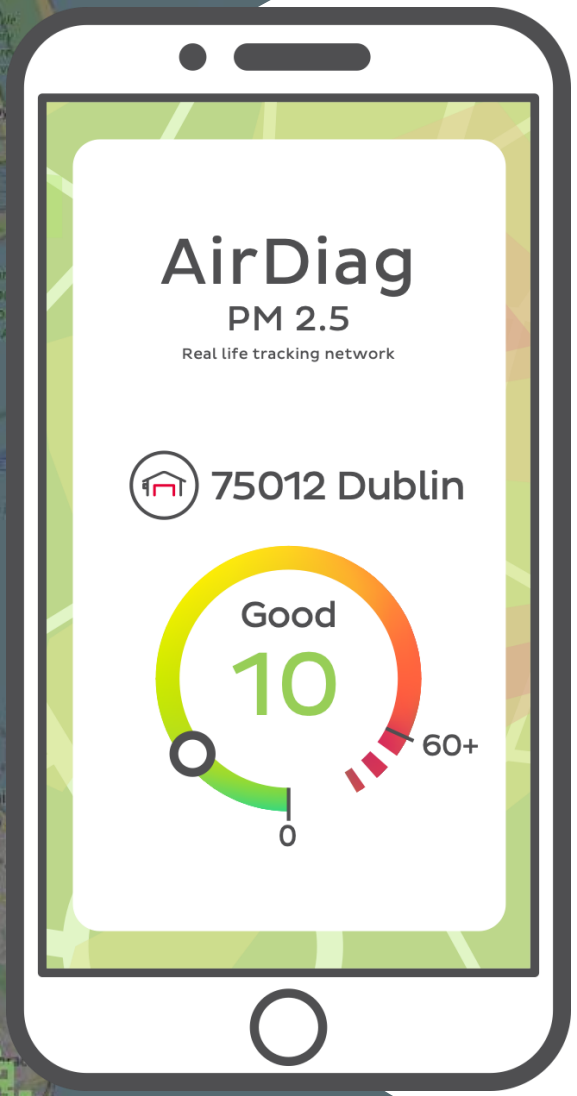 AirDiag
PM 2.5
Real life tracking network
75012 Dublin
Good
10
60+
0